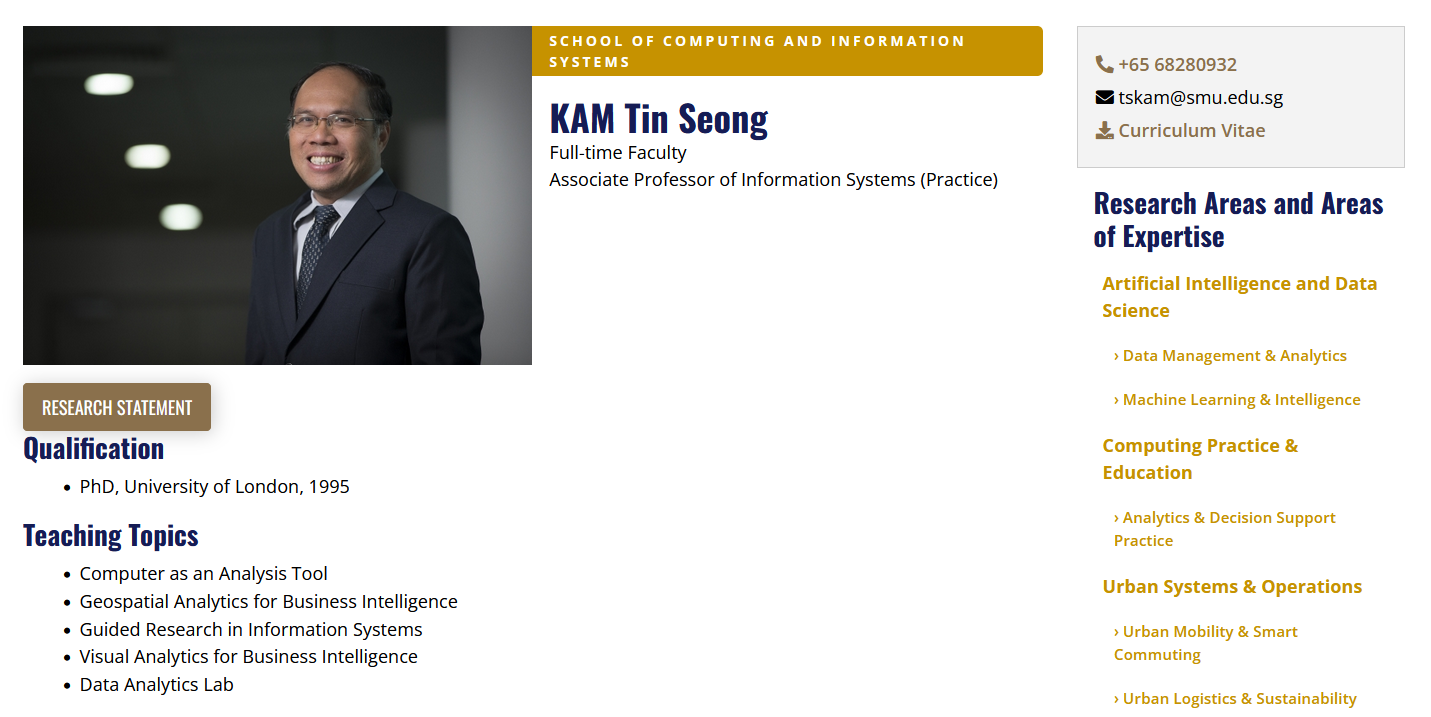 SCHOOL OF COMPUTING AND INFORMATION
SYSTEMS
KAM Tin Seong
Full-time Faculty
Associate Professor of Information Systems (Practice)
RESEARCH STATEMENT
Qualification
• PhD, University of London, 1995
Teaching Topics
• Computer as an Analysis Tool
• Geospatial Analytics for Business Intelligence
• Guided Research in Information Systems
• Visual Analytics for Business Intelligence
• Data Analytics Lab
+65 68280932
tskam@smu.edu.sg
Curriculum Vitae
Research Areas and Areas
of Expertise
Artificial Intelligence and Data
Science
› Data Management & Analytics
› Machine Learning & Intelligence
Computing Practice &
Education
› Analytics & Decision Support
Practice
Urban Systems & Operations
› Urban Mobility & Smart
Commuting
› Urban Logistics & Sustainability